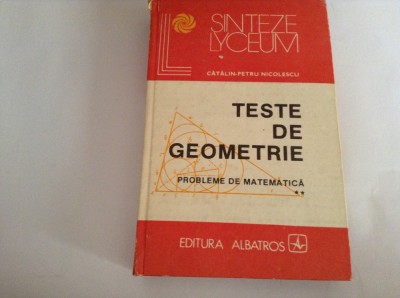 SINTEZE
LYCEUM
CĂTĂLIN-PETRU NICOLESCU
TESTE
DE
GEOMETRIE
PROBLEME DE MATEMATICĂ
**
EDITURA ALBATROS